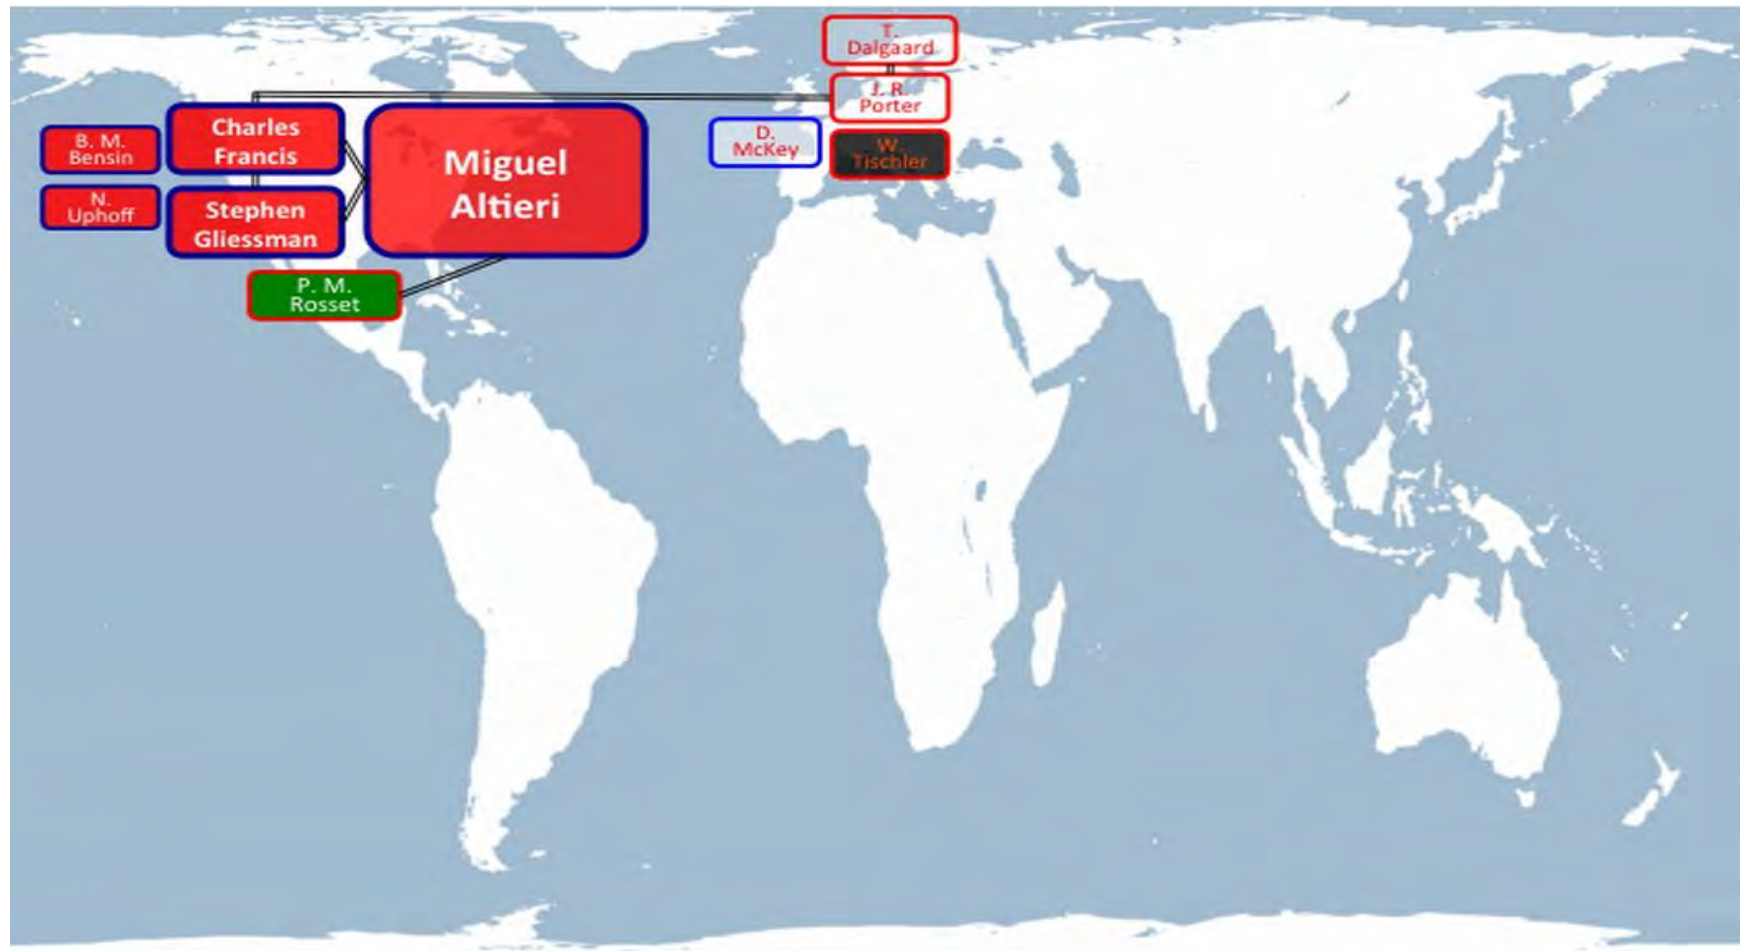 T.
Dalgaard
J. R.
Porter
Charles
Francis
Miguel
Altieri
B. M.
Bensin
D.
McKey
W.
Tischler
N.
Uphoff
Stephen
Gliessman
P. M.
Rosset